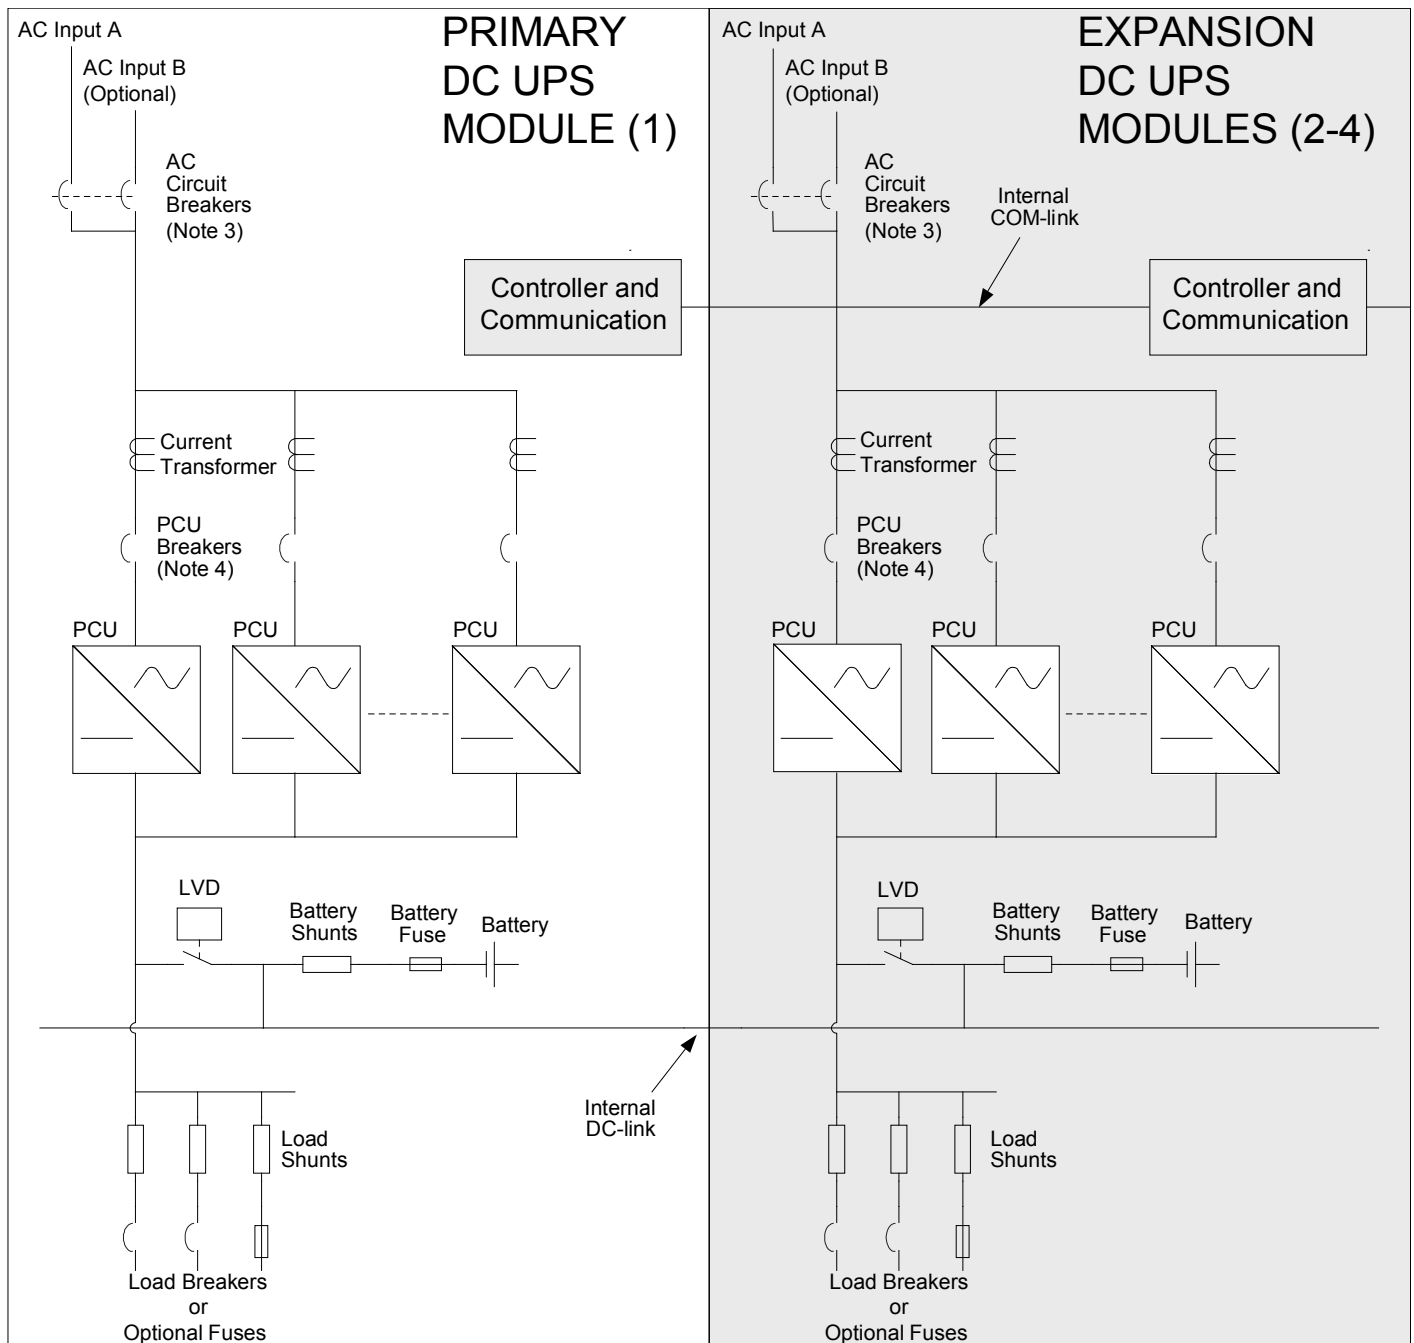 AC Input A
AC Input B
(Optional)
PRIMARY
DC UPS
MODULE (1)
AC
Circuit
Breakers
(Note 3)
Controller and
Communication
Current
Transformer
PCU
Breakers
(Note 4)
PCU
PCU
PCU
LVD
Battery
Shunts
Battery
Fuse
Battery
Internal
DC-link
Load
Shunts
Load Breakers
or
Optional Fuses
AC Input A
AC Input B
(Optional)
EXPANSION
DC UPS
MODULES (2-4)
AC
Circuit
Breakers
(Note 3)
Internal
COM-link
Controller and
Communication
Current
Transformer
PCU
Breakers
(Note 4)
PCU
PCU
PCU
LVD
Battery
Shunts
Battery
Fuse
Battery
Load
Shunts
Load Breakers
or
Optional Fuses